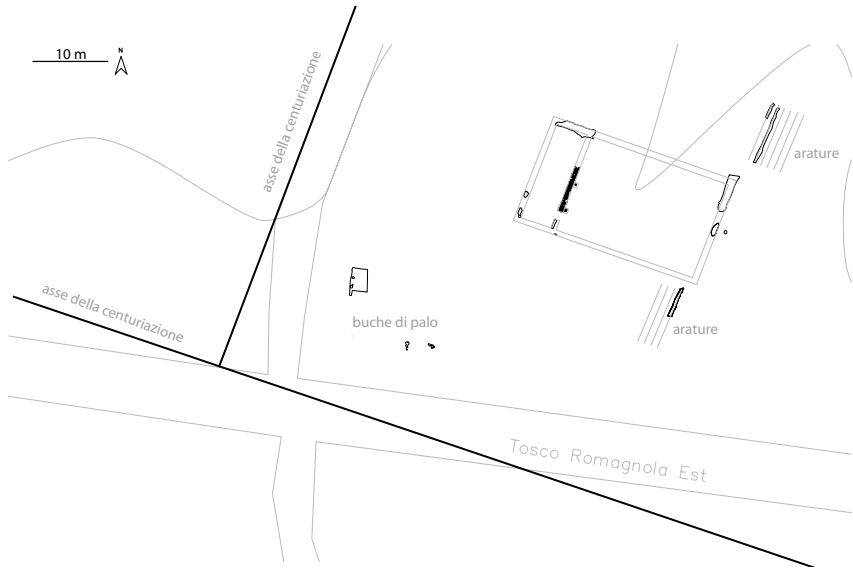 10 m
N
asse della centuriazione
arature
asse della centuriazione
buche di palo
arature
Tosco Romagnola Est